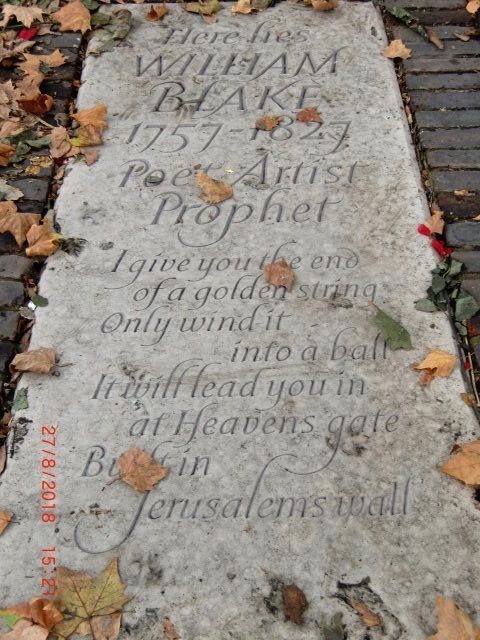 Here lies
WILLIAM
BLAKE
1757-1827
Poet Artist
Prophet
I give you the end
of a golden string
Only wind it
into a ball
It will lead you in
at Heavens gate
Built in
Jerusalems wall
27/8/2018 15:21